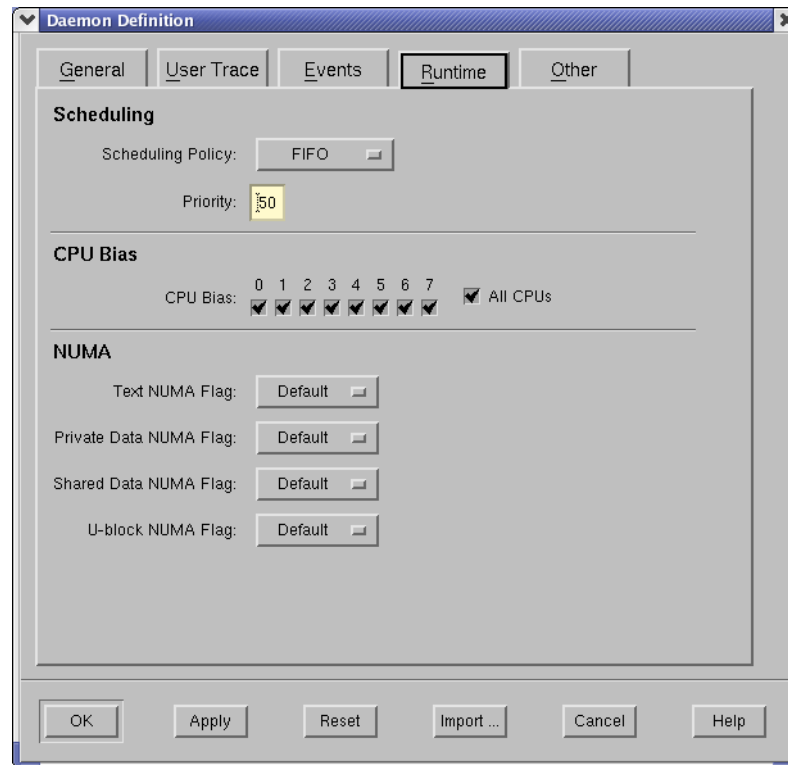 Daemon Definition
General User Trace Events Runtime Other
Scheduling
Scheduling Policy: FIFO
Priority: 50
CPU Bias
0 1 2 3 4 5 6 7
CPU Bias: All CPUs
NUMA
Text NUMA Flag: Default
Private Data NUMA Flag: Default
Shared Data NUMA Flag: Default
U-block NUMA Flag: Default
OK Apply Reset Import ... Cancel Help